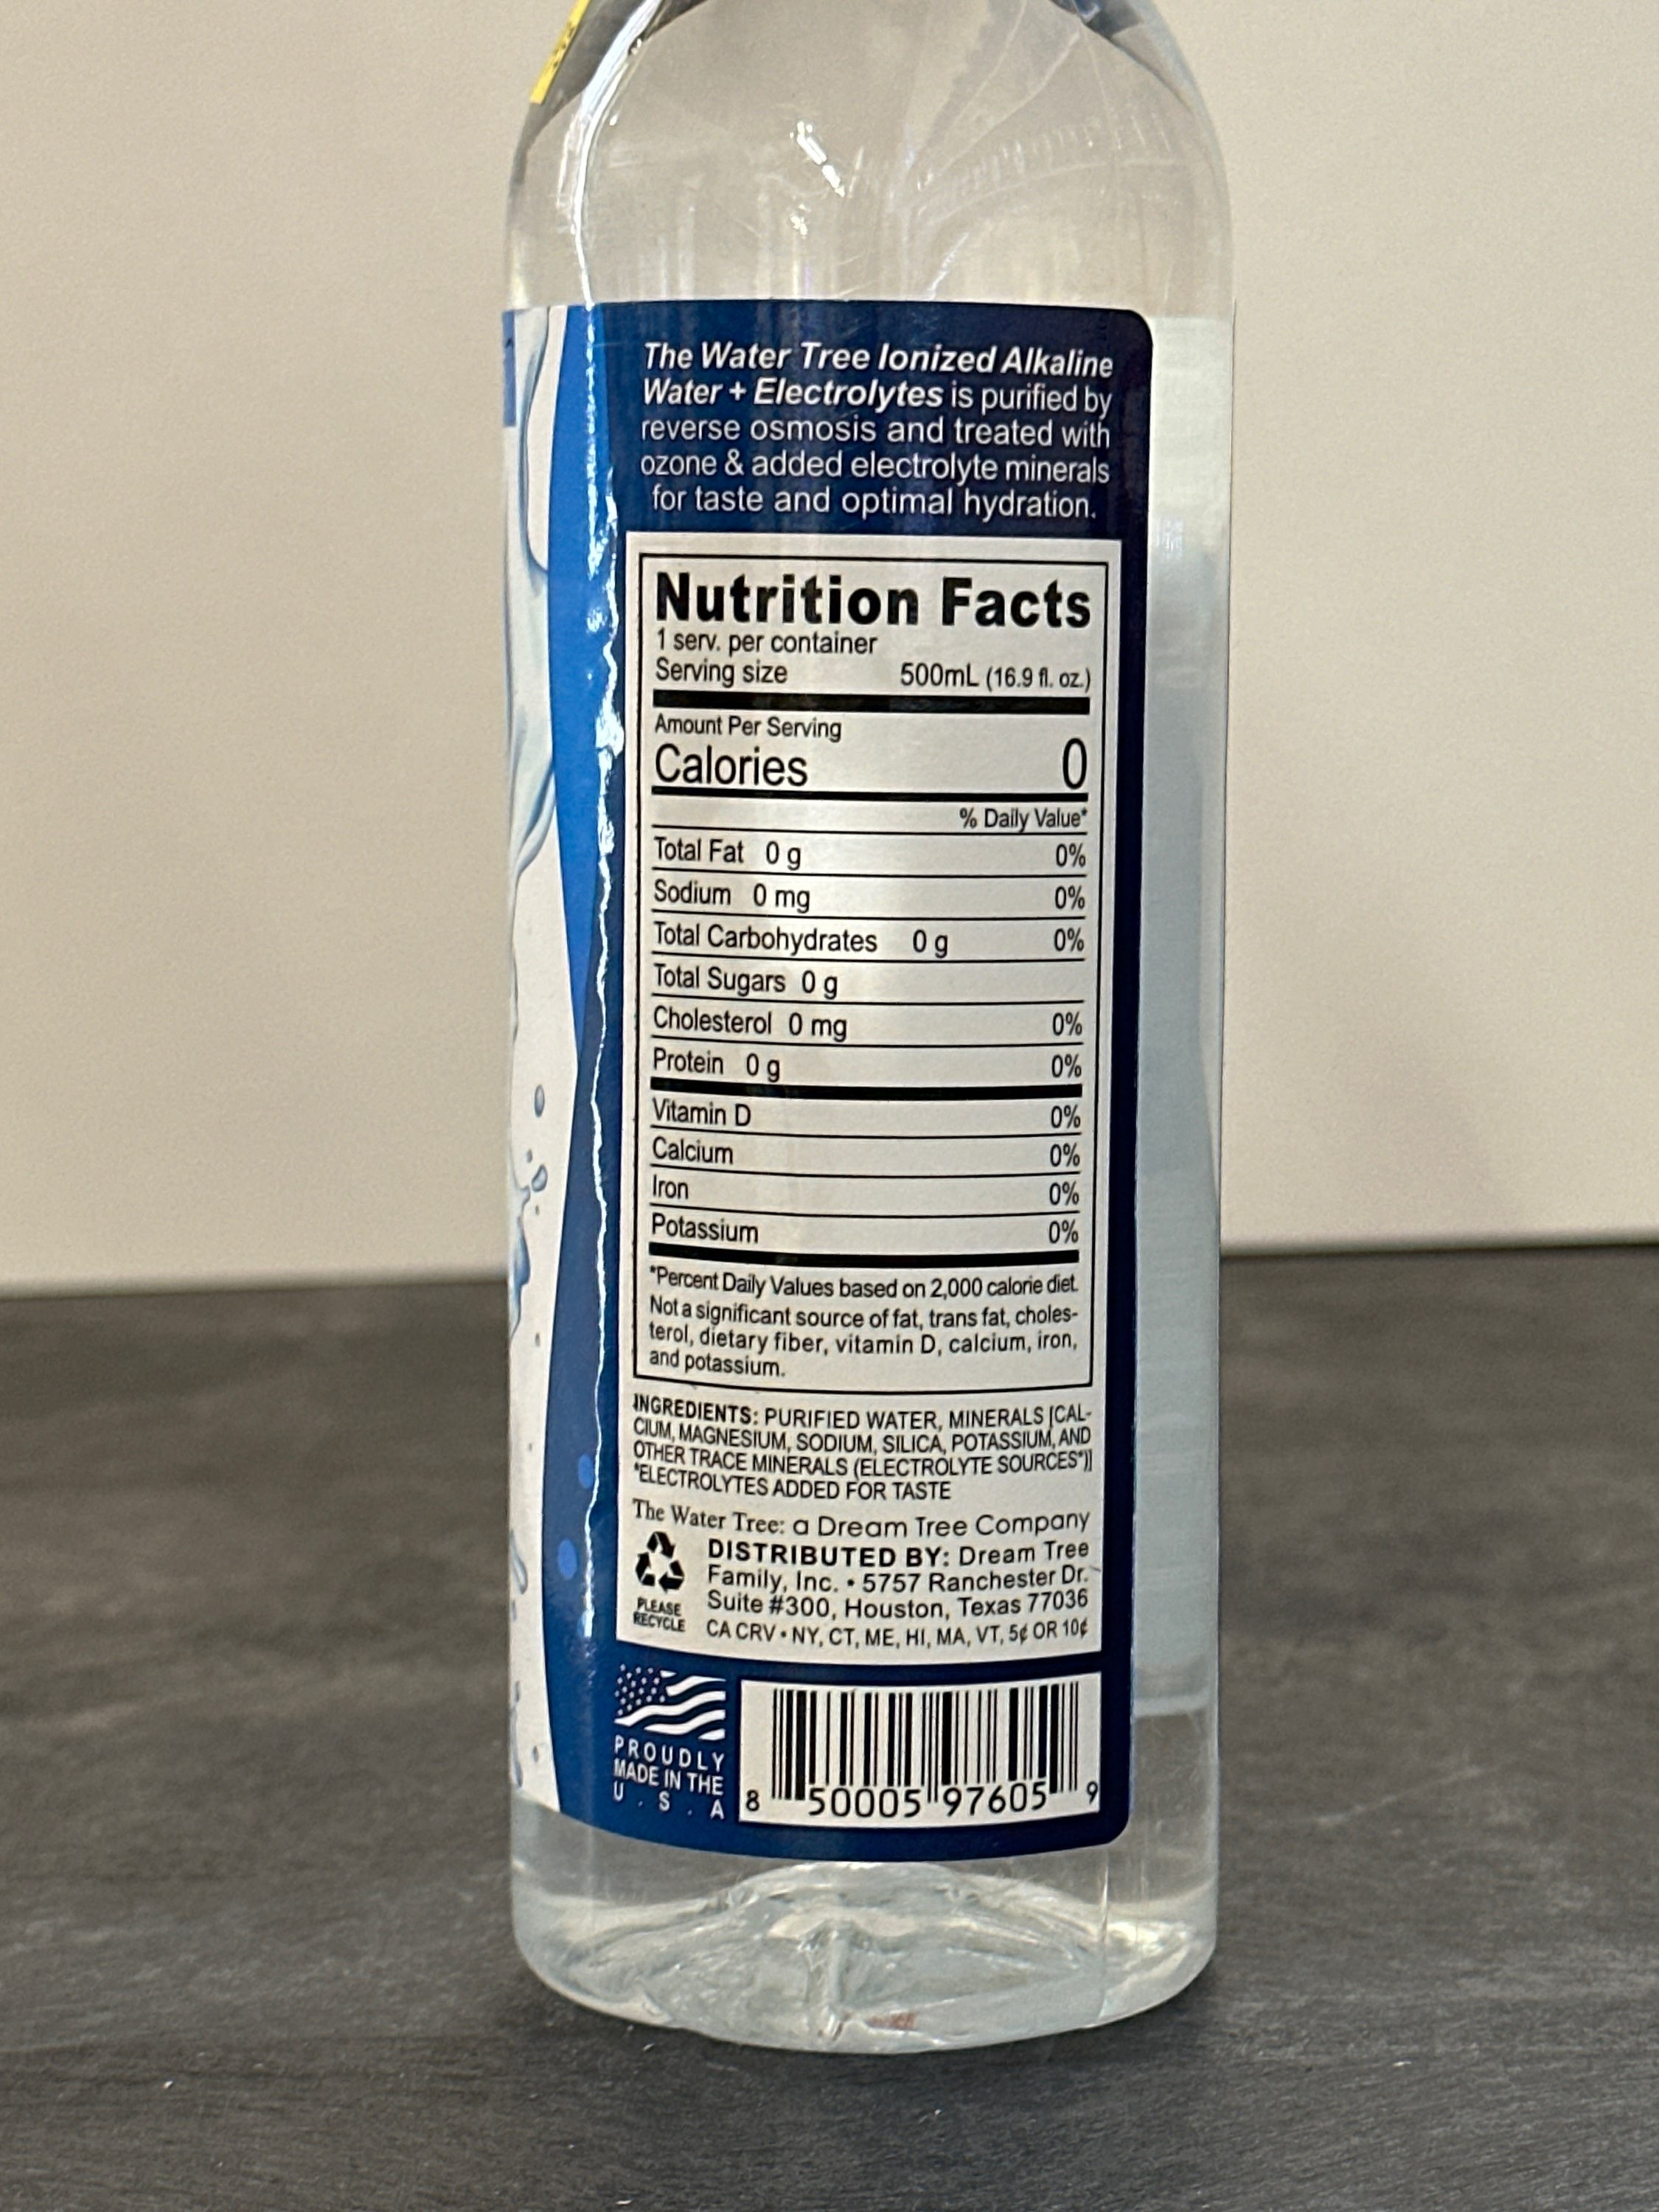 The Water Tree Ionized Alkaline
Water + Electrolytes is purified by
reverse osmosis and treated with
ozone & added electrolyte minerals
for taste and optimal hydration.
Nutrition Facts
1 serv. per container
Serving size 500mL (16.9 fl. oz.)
Amount Per Serving
Calories 0
% Daily Value*
Total Fat 0 g 0%
Sodium 0 mg 0%
Total Carbohydrates 0 g 0%
Total Sugars 0 g
Cholesterol 0 mg 0%
Protein 0 g 0%
Vitamin D 0%
Calcium 0%
Iron 0%
Potassium 0%
*Percent Daily Values based on 2,000 calorie diet.
Not a significant source of fat, trans fat, choles-
terol, dietary fiber, vitamin D, calcium, iron,
and potassium.
INGREDIENTS: PURIFIED WATER, MINERALS [CAL-
CIUM, MAGNESIUM, SODIUM, SILICA, POTASSIUM, AND
OTHER TRACE MINERALS (ELECTROLYTE SOURCES*)]
*ELECTROLYTES ADDED FOR TASTE
The Water Tree: a Dream Tree Company
DISTRIBUTED BY: Dream Tree
Family, Inc. • 5757 Ranchester Dr.
Suite #300, Houston, Texas 77036
CA CRV • NY, CT, ME, HI, MA, VT, 5¢ OR 10¢
PLEASE
RECYCLE
PROUDLY
MADE IN THE
U . S . A
8 50005 97605 9